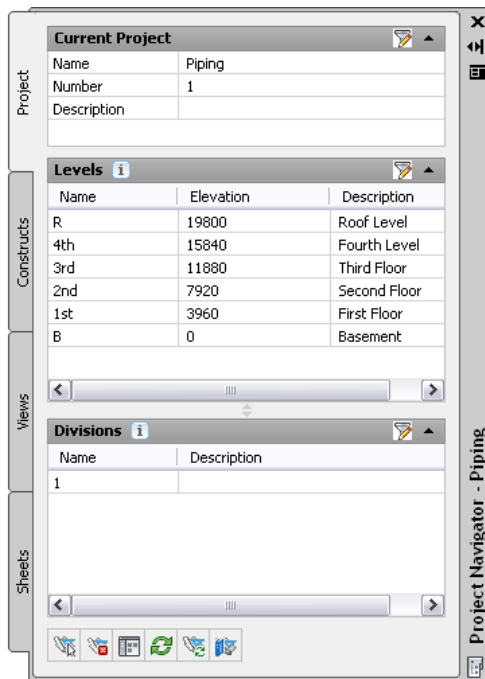 Current Project
Name Piping
Number 1
Description
Levels i
Name Elevation Description
R 19800 Roof Level
4th 15840 Fourth Level
3rd 11880 Third Floor
2nd 7920 Second Floor
1st 3960 First Floor
B 0 Basement
Divisions i
Name Description
1
Project
Constructs
Views
Sheets
Project Navigator - Piping